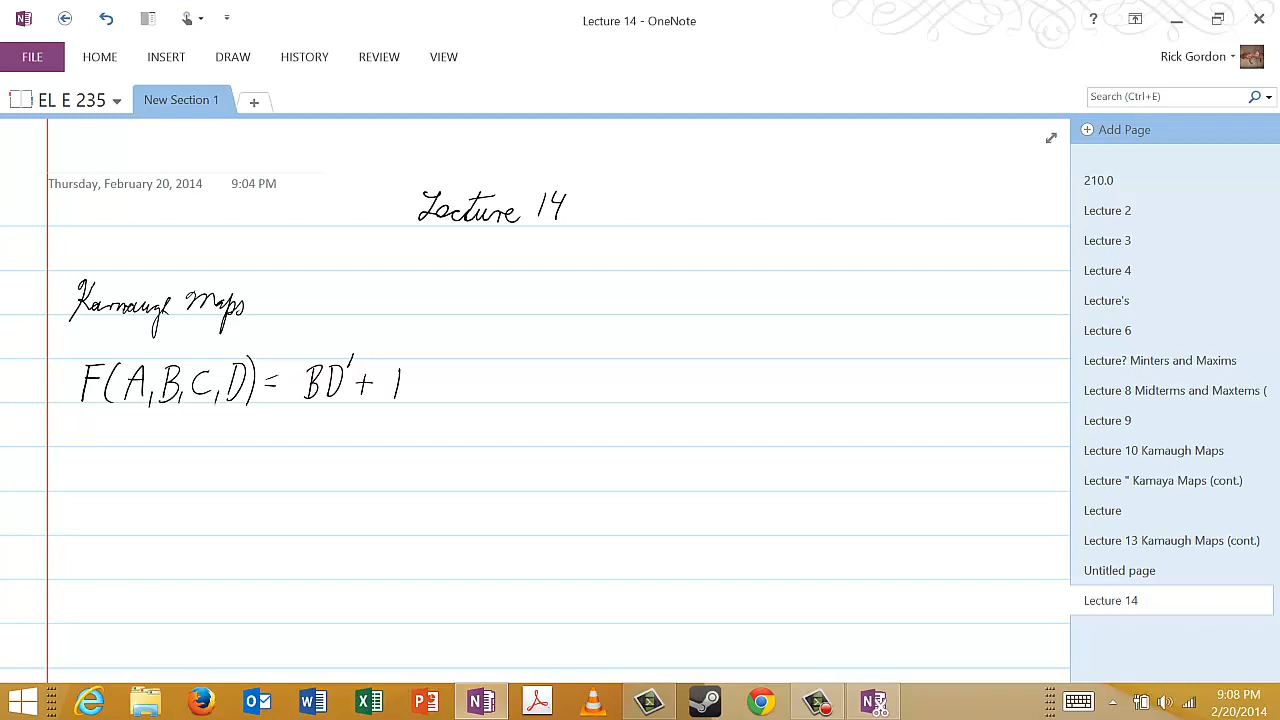 Lecture 14 - OneNote
?
FILE
HOME
INSERT
DRAW
HISTORY
REVIEW
VIEW
Rick Gordon
EL E 235
New Section 1
Search (Ctrl+E)
Add Page
Thursday, February 20, 2014 9:04 PM
Lecture 14
Karnaugh Maps
F(A,B,C,D)= BD'+ 1
210.0
Lecture 2
Lecture 3
Lecture 4
Lecture's
Lecture 6
Lecture? Minters and Maxims
Lecture 8 Midterms and Maxtems (
Lecture 9
Lecture 10 Kamaugh Maps
Lecture " Kamaya Maps (cont.)
Lecture
Lecture 13 Kamaugh Maps (cont.)
Untitled page
Lecture 14
9:08 PM
2/20/2014